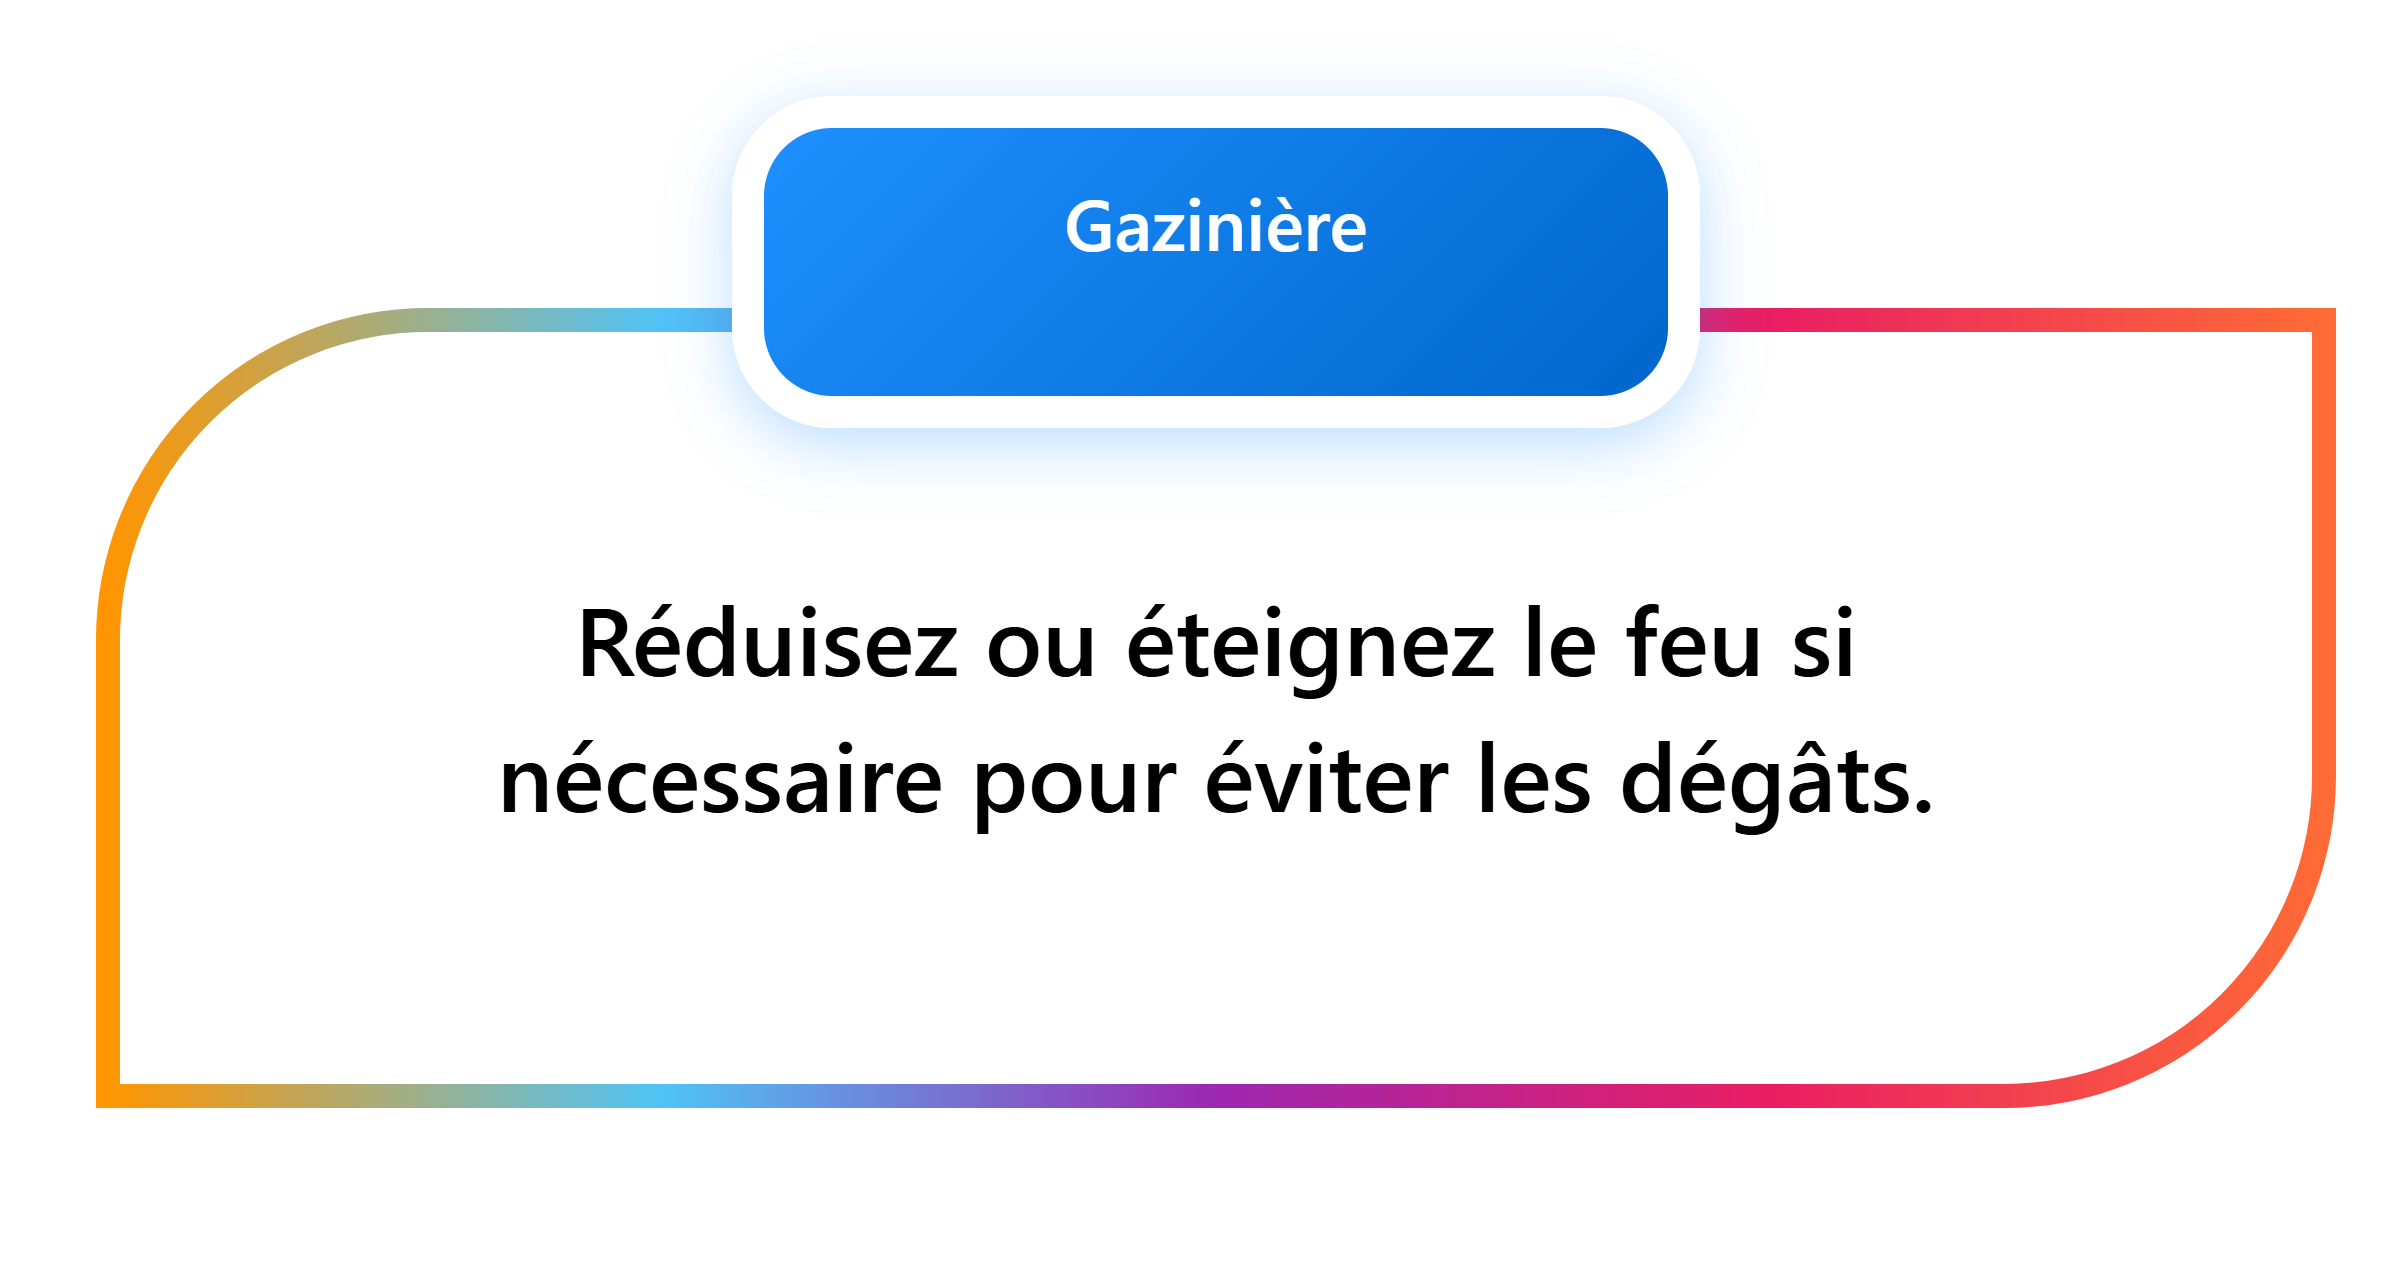 Gazinière
Réduisez ou éteignez le feu si
nécessaire pour éviter les dégâts.